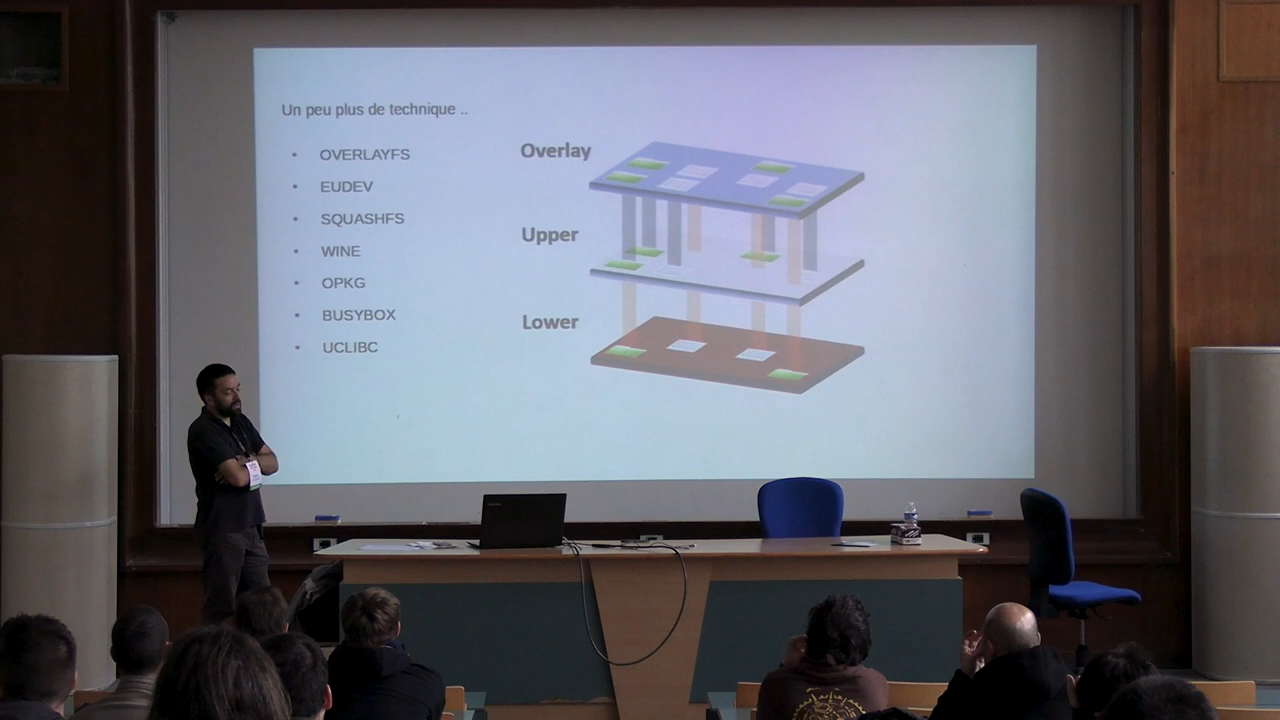 Un peu plus de technique ..
• OVERLAYFS
• EUDEV
• SQUASHFS
• WINE
• OPKG
• BUSYBOX
• UCLIBC
Overlay
Upper
Lower